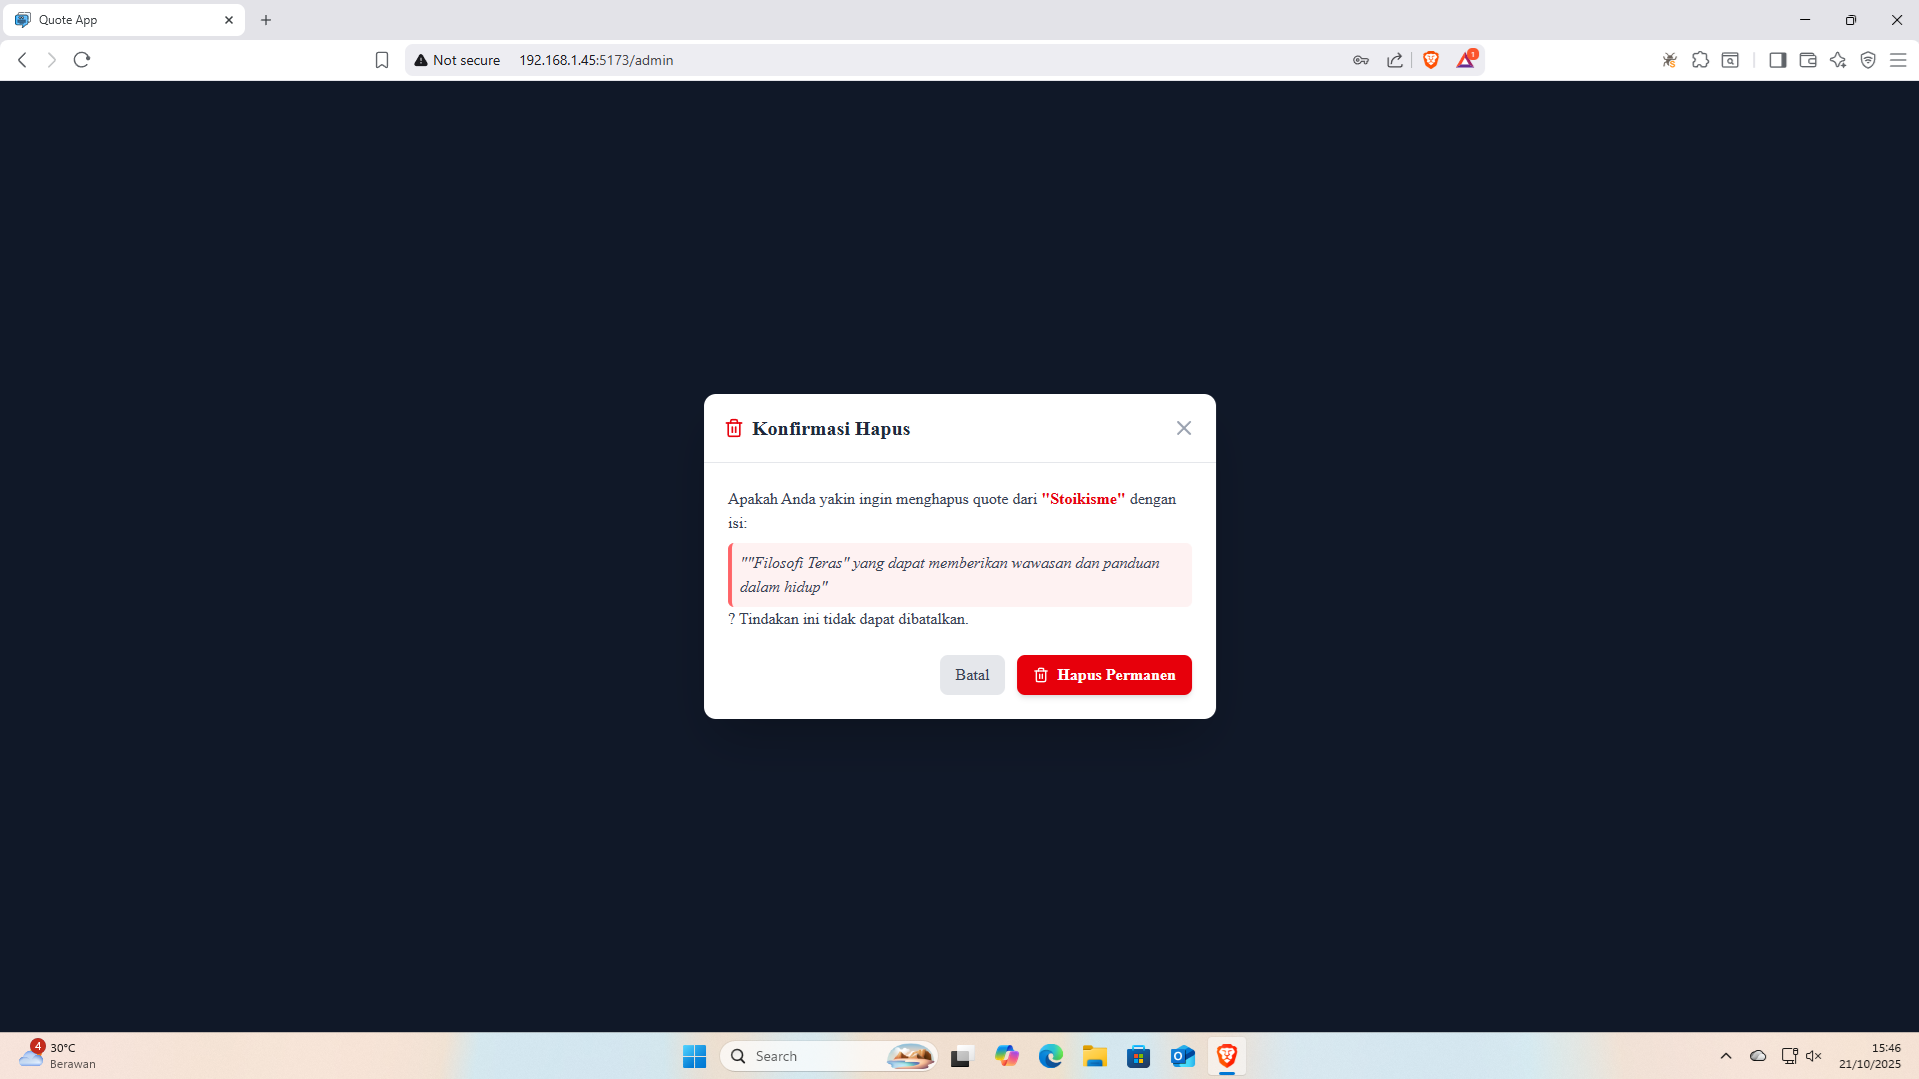 Quote App
Not secure
192.168.1.45:5173/admin
1
Konfirmasi Hapus
Apakah Anda yakin ingin menghapus quote dari "Stoikisme" dengan
isi:
""Filosofi Teras" yang dapat memberikan wawasan dan panduan
dalam hidup"
? Tindakan ini tidak dapat dibatalkan.
Batal
Hapus Permanen
4
30°C
Berawan
Search
15:46
21/10/2025